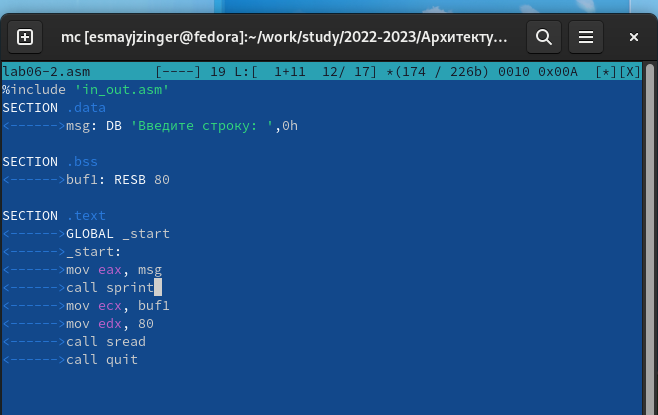 mc [esmayjzinger@fedora]:~/work/study/2022-2023/Архитекту…
lab06-2.asm [----] 19 L:[ 1+11 12/ 17] *(174 / 226b) 0010 0x00A [*][X]
%include 'in_out.asm'
SECTION .data
<------>msg: DB 'Введите строку: ',0h
SECTION .bss
<------>buf1: RESB 80
SECTION .text
<------>GLOBAL _start
<------>_start:
<------>mov eax, msg
<------>call sprint
<------>mov ecx, buf1
<------>mov edx, 80
<------>call sread
<------>call quit